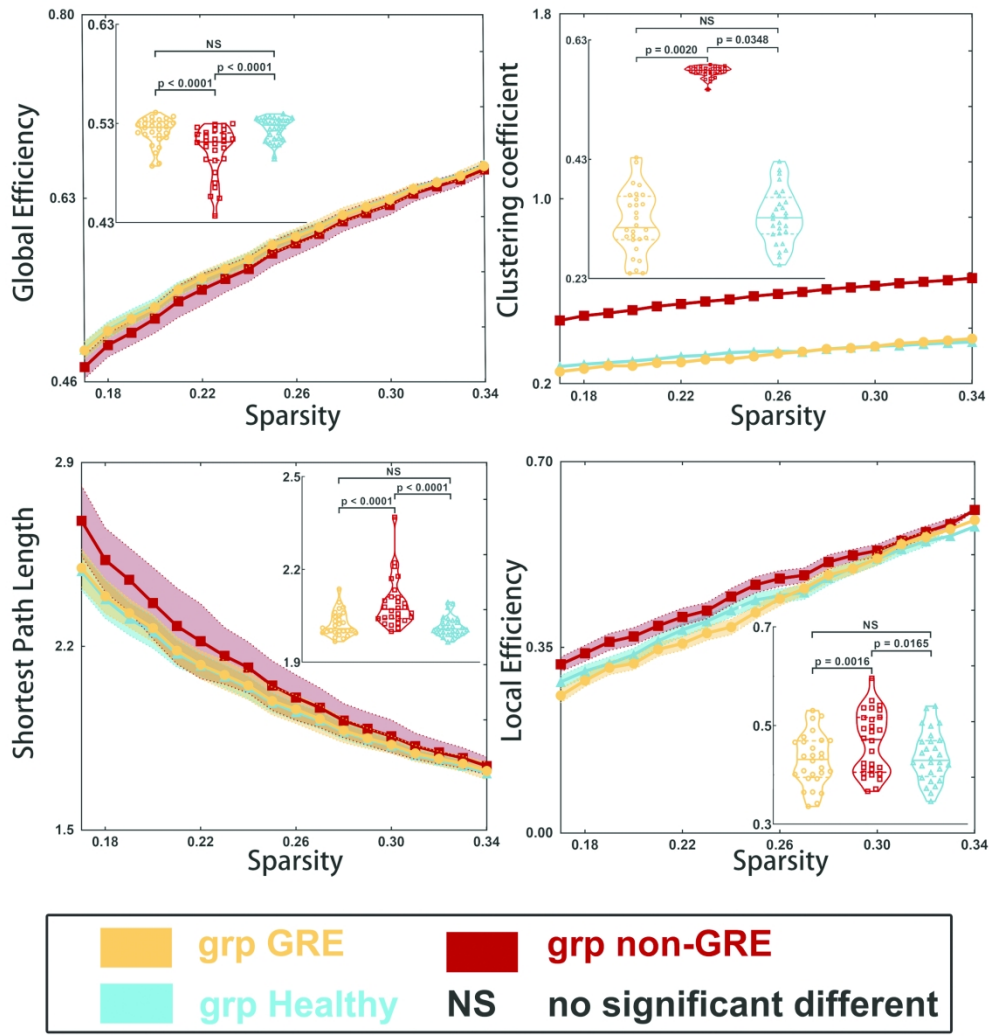 0.80
0.63
0.46
Global Efficiency
0.18 0.22 0.26 0.30 0.34
Sparsity
0.63
0.53
0.43
NS
p < 0.0001
p < 0.0001
1.8
1.0
0.2
Clustering coefficient
0.18 0.22 0.26 0.30 0.34
Sparsity
0.63
0.43
0.23
NS
p = 0.0020
p = 0.0348
2.9
2.2
1.5
Shortest Path Length
0.18 0.22 0.26 0.30 0.34
Sparsity
2.5
2.2
1.9
NS
p < 0.0001
p < 0.0001
0.70
0.35
0.00
Local Efficiency
0.18 0.22 0.26 0.30 0.34
Sparsity
0.7
0.5
0.3
NS
p = 0.0016
p = 0.0165
grp GRE
grp non-GRE
grp Healthy
NS no significant different